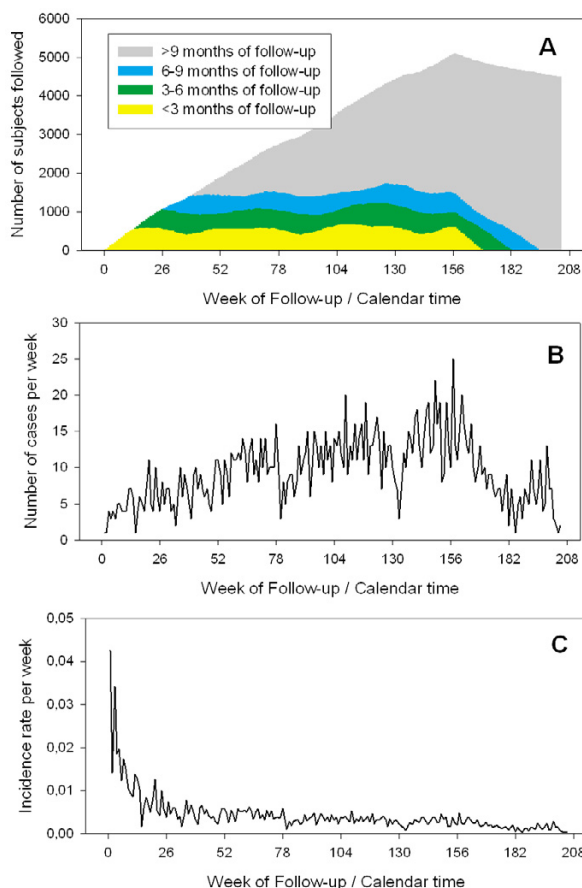 6000
A
>9 months of follow-up
5000
6-9 months of follow-up
3-6 months of follow-up
4000
<3 months of follow-up
3000
2000
1000
0
Number of subjects followed
0 26 52 78 104 130 156 182 208
Week of Follow-up / Calendar time
30
B
25
20
15
10
5
0
Number of cases per week
0 26 52 78 104 130 156 182 208
Week of Follow-up / Calendar time
0,05
C
0,04
0,03
0,02
0,01
0,00
Incidence rate per week
0 26 52 78 104 130 156 182 208
Week of Follow-up / Calendar time